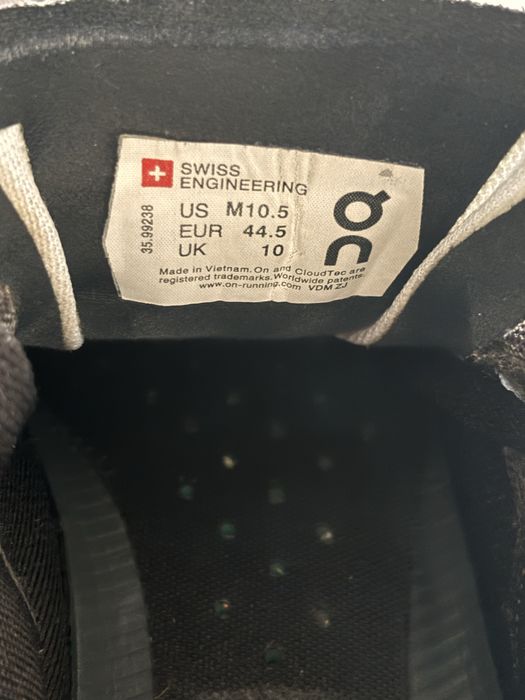 SWISS
ENGINEERING
US M10.5
EUR 44.5
UK 10
35.99238
Made in Vietnam. On and CloudTec are
registered trademarks. Worldwide patents.
www.on-running.com VDM ZJ
On